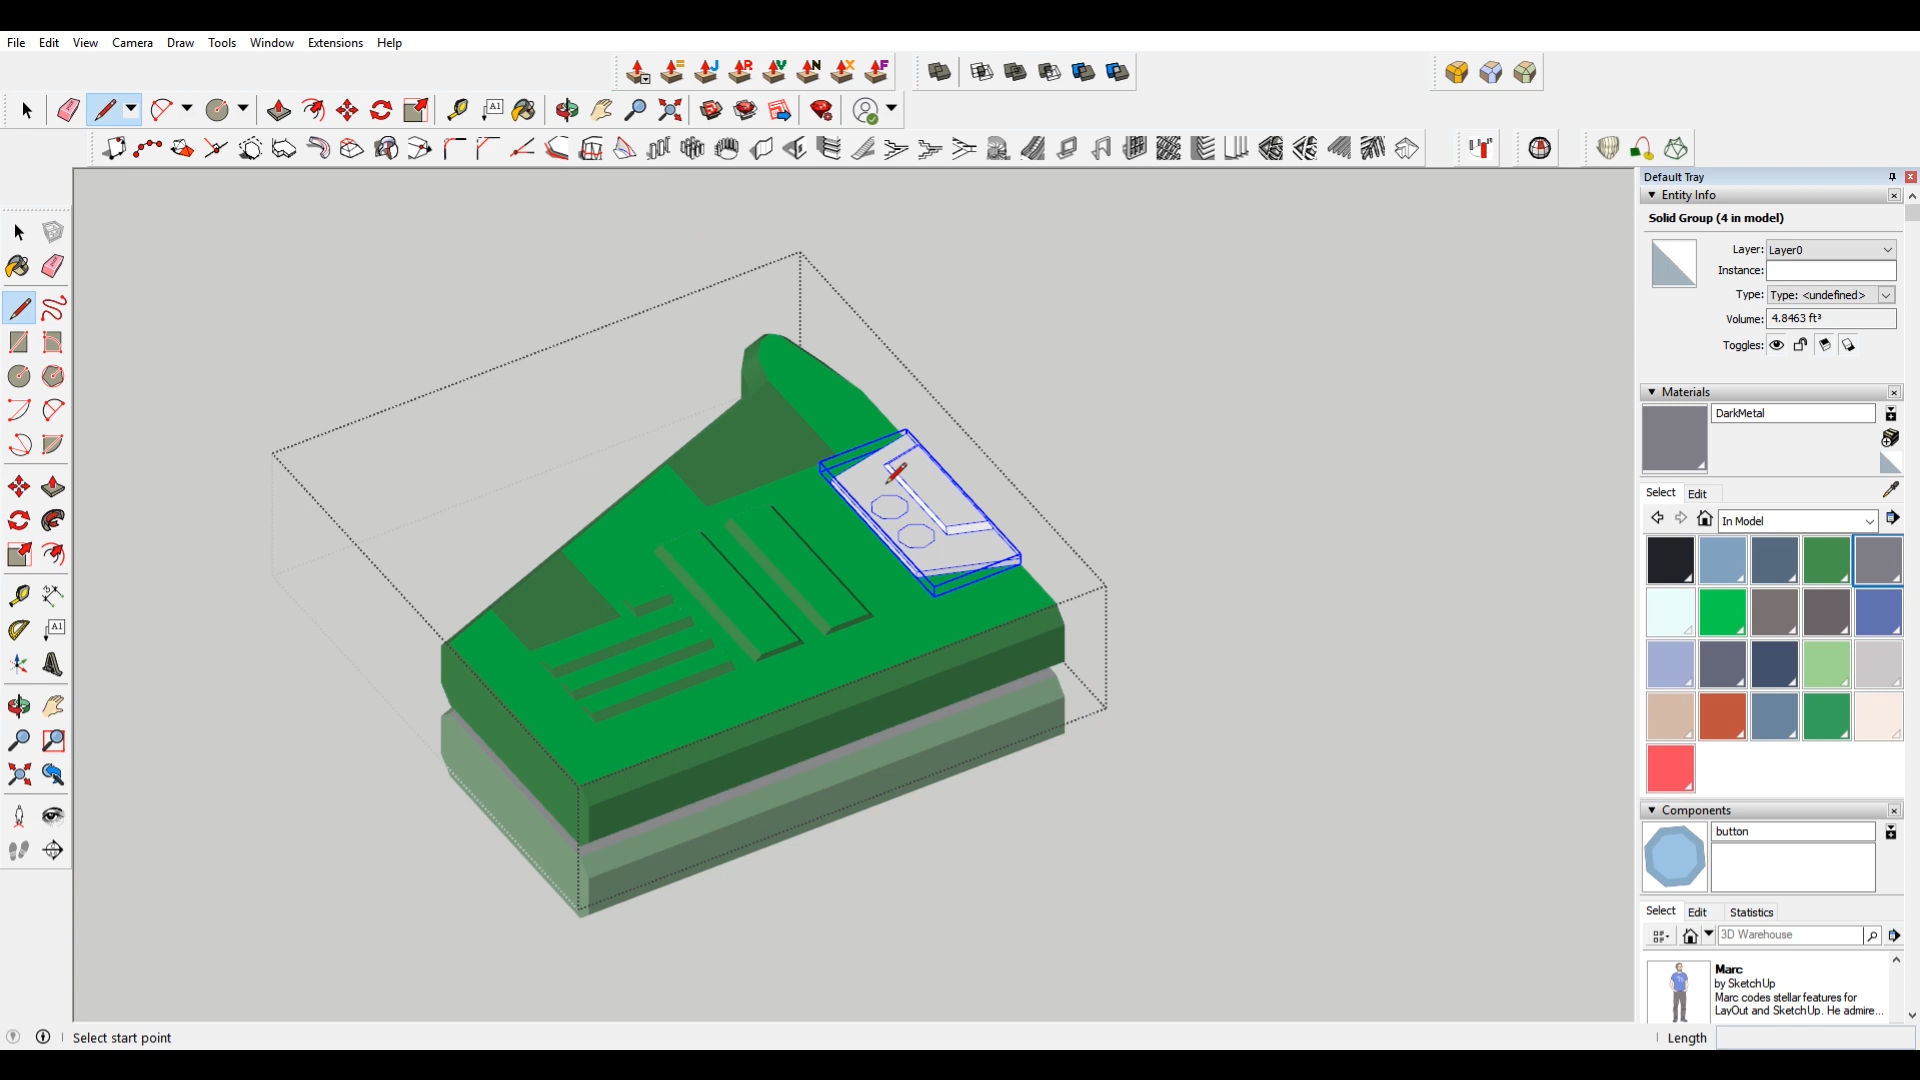 File Edit View Camera Draw Tools Window Extensions Help
= J R V N X F
A1
Default Tray
Entity Info
Solid Group (4 in model)
Layer: Layer0
Instance:
Type: Type: <undefined>
Volume: 4.8463 ft³
Toggles:
Materials
DarkMetal
Select Edit
In Model
A1
Components
button
Select Edit Statistics
3D Warehouse
Marc
by SketchUp
Marc codes stellar features for
LayOut and SketchUp. He admire...
Select start point
Length